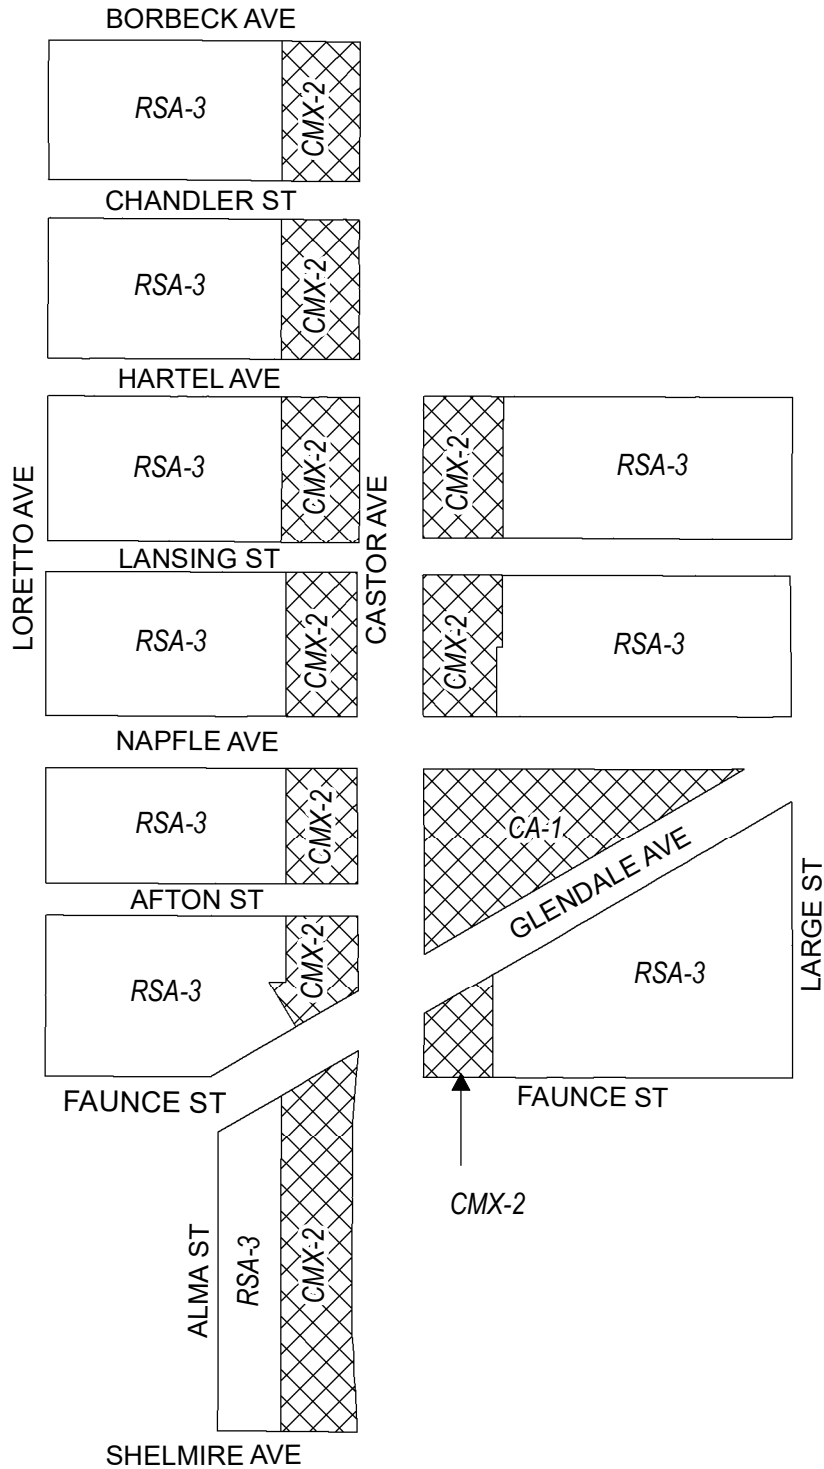 BORBECK AVE
RSA-3
CMX-2
CHANDLER ST
RSA-3
CMX-2
HARTEL AVE
RSA-3
CMX-2
CMX-2
RSA-3
LORETTO AVE
CASTOR AVE
LANSING ST
RSA-3
CMX-2
CMX-2
RSA-3
NAPFLE AVE
RSA-3
CMX-2
CA-1
GLENDALE AVE
LARGE ST
AFTON ST
RSA-3
CMX-2
RSA-3
FAUNCE ST
FAUNCE ST
CMX-2
ALMA ST
RSA-3
CMX-2
SHELMIRE AVE